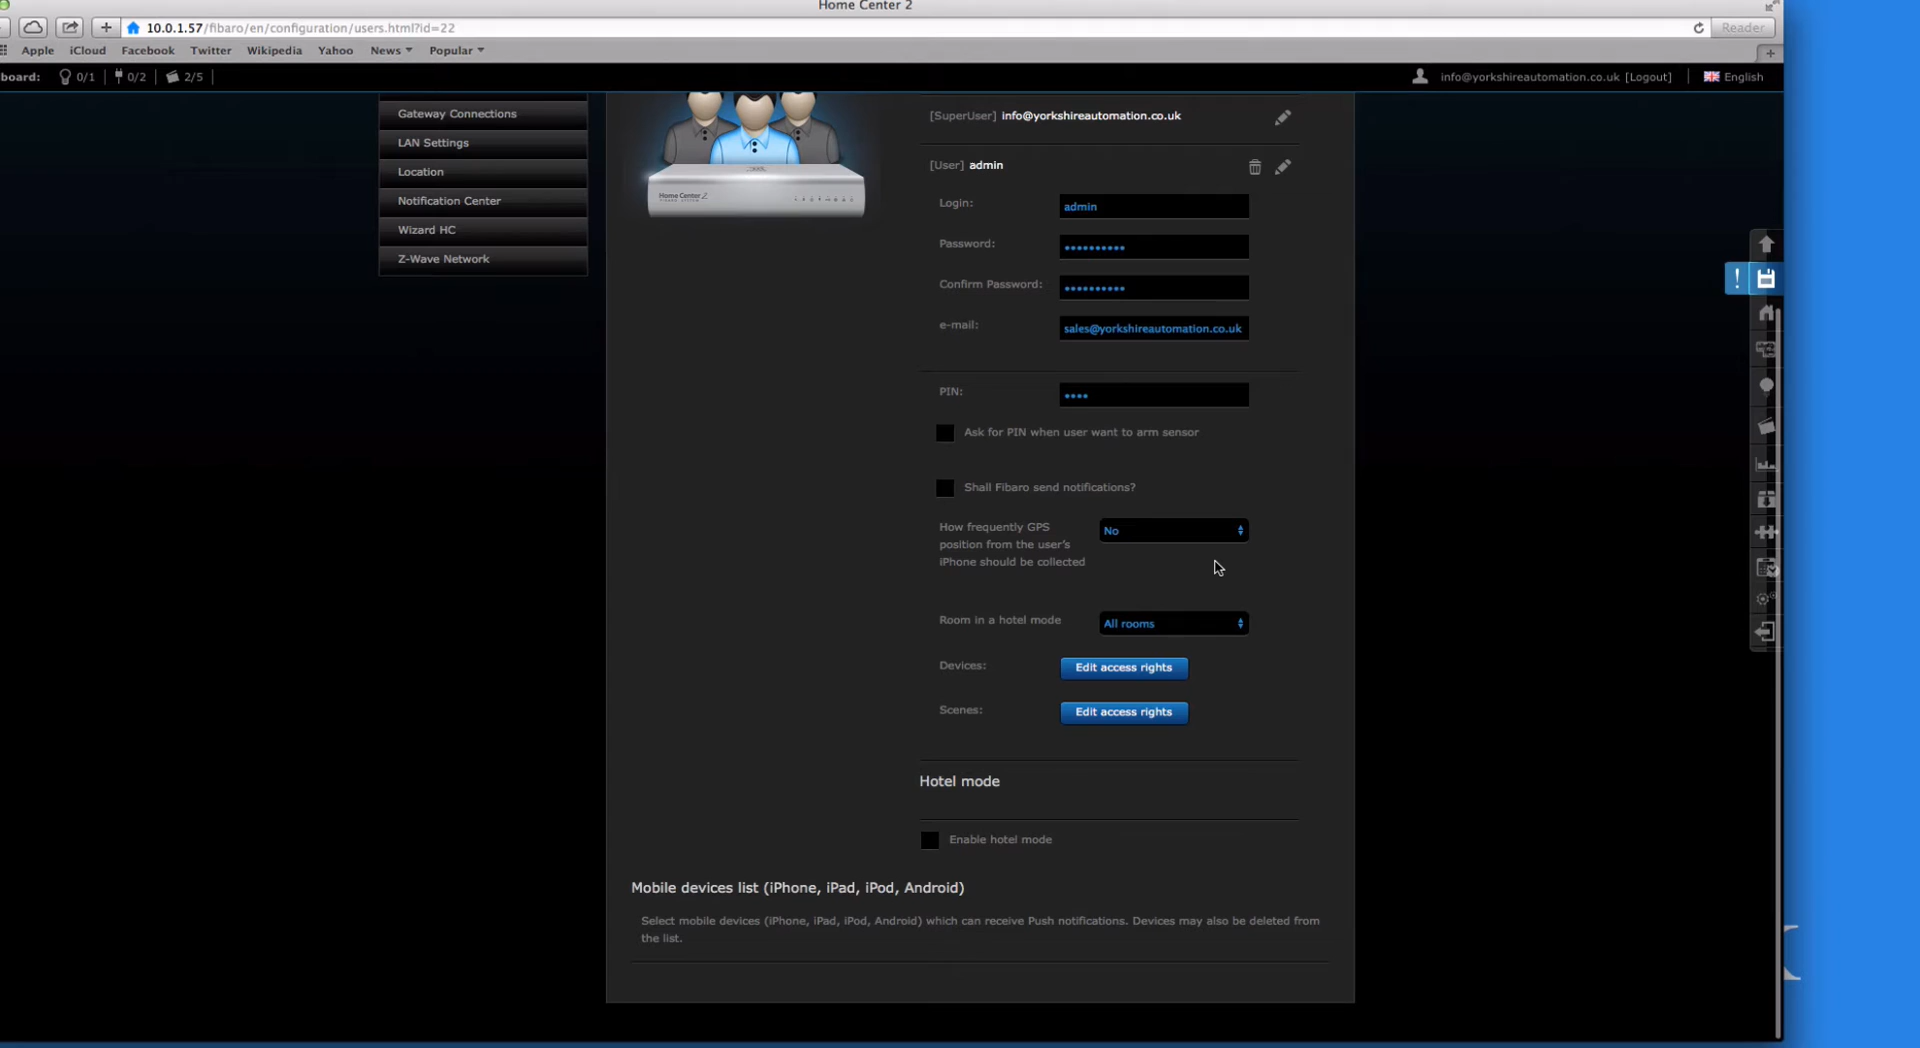 Home Center 2
10.0.1.57/fibaro/en/configuration/users.html?id=22
Reader
Apple iCloud Facebook Twitter Wikipedia Yahoo News Popular
board: 0/1 0/2 2/5
info@yorkshireautomation.co.uk [Logout] English
Gateway Connections
LAN Settings
Location
Notification Center
Wizard HC
Z-Wave Network
Home Center 2
[SuperUser] info@yorkshireautomation.co.uk
[User] admin
Login: admin
Password: ••••••••••
Confirm Password: ••••••••••
e-mail: sales@yorkshireautomation.co.uk
PIN: ••••
Ask for PIN when user want to arm sensor
Shall Fibaro send notifications?
How frequently GPS
position from the user's
iPhone should be collected
No
Room in a hotel mode All rooms
Devices: Edit access rights
Scenes: Edit access rights
Hotel mode
Enable hotel mode
Mobile devices list (iPhone, iPad, iPod, Android)
Select mobile devices (iPhone, iPad, iPod, Android) which can receive Push notifications. Devices may also be deleted from
the list.